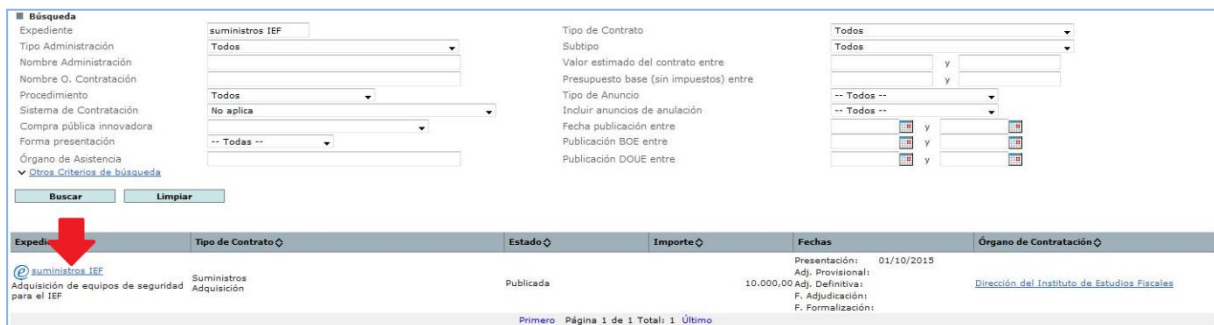 Búsqueda
Expediente suministros IEF Tipo de Contrato Todos
Tipo Administración Todos Subtipo Todos
Nombre Administración Valor estimado del contrato entre y
Nombre O. Contratación Presupuesto base (sin impuestos) entre y
Procedimiento Todos Tipo de Anuncio -- Todos --
Sistema de Contratación No aplica Incluir anuncios de anulación -- Todos --
Compra pública innovadora Fecha publicación entre y
Forma presentación -- Todas -- Publicación BOE entre y
Órgano de Asistencia Publicación DOUE entre y
Otros Criterios de búsqueda
Buscar Limpiar
Tipo de Contrato Estado Importe Fechas Órgano de Contratación
Presentación: 01/10/2015
suministros IEF Suministros Adj. Provisional:
Adquisición de equipos de seguridad Adquisición Publicada 10.000,00 Adj. Definitiva: Dirección del Instituto de Estudios Fiscales
para el IEF F. Adjudicación:
F. Formalización:
Primero Página 1 de 1 Total: 1 Último